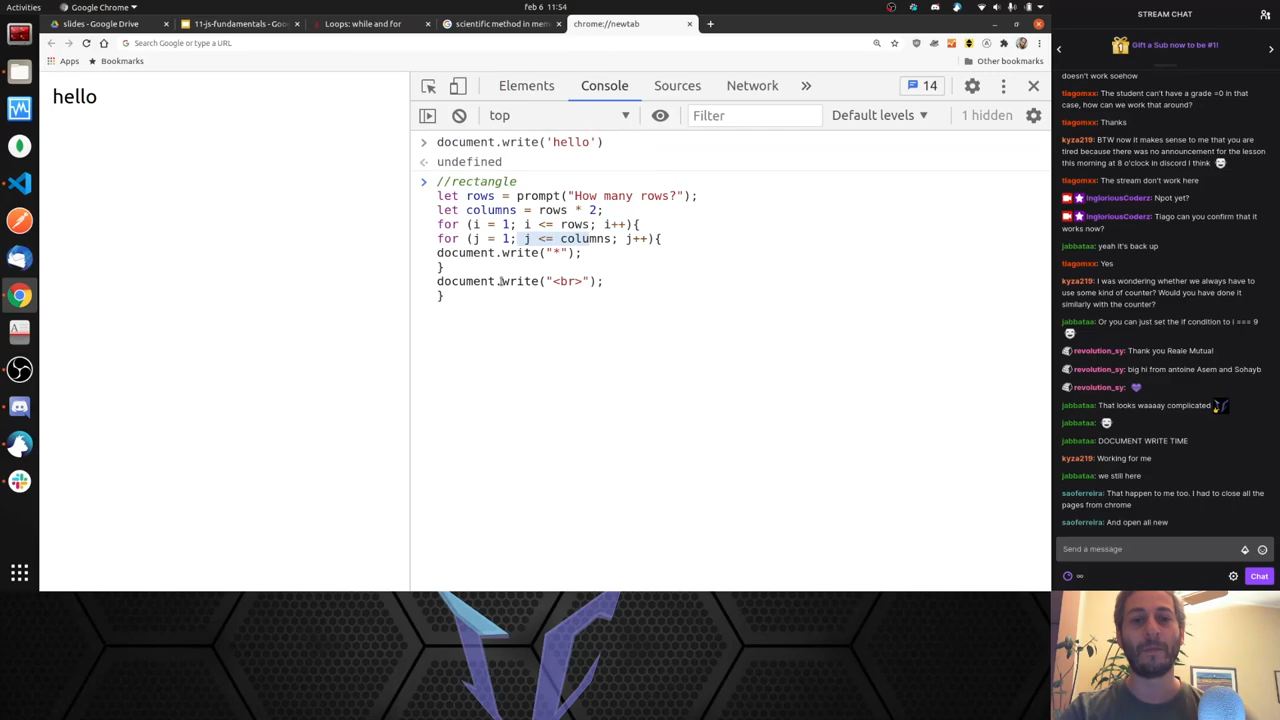 Activities
Google Chrome
feb 6 11:54
slides - Google Drive
11-js-fundamentals - Goo
Loops: while and for
scientific method in mem
chrome://newtab
Search Google or type a URL
Apps
Bookmarks
Other bookmarks
hello
Elements
Console
Sources
Network
14
top
Filter
Default levels
1 hidden
document.write('hello')
undefined
//rectangle
let rows = prompt("How many rows?");
let columns = rows * 2;
for (i = 1; i <= rows; i++){
for (j = 1; j <= columns; j++){
document.write("*");
}
document.write("<br>");
}
STREAM CHAT
Gift a Sub now to be #1!
doesn't work soehow
tiagomxx: The student can't have a grade =0 in that
case, how can we work that around?
tiagomxx: Thanks
kyza219: BTW now it makes sense to me that you are
tired because there was no announcement for the lesson
this morning at 8 o'clock in discord I think
tiagomxx: The stream don't work here
IngloriousCoderz: Npot yet?
IngloriousCoderz: Tiago can you confirm that it
works now?
jabbataa: yeah it's back up
tiagomxx: Yes
kyza219: I was wondering whether we always have to
use some kind of counter? Would you have done it
similarly with the counter?
jabbataa: Or you can just set the if condition to i === 9
revolution_sy: Thank you Reale Mutua!
revolution_sy: big hi from antoine Asem and Sohayb
revolution_sy:
jabbataa: That looks waaaay complicated
jabbataa:
jabbataa: DOCUMENT WRITE TIME
kyza219: Working for me
jabbataa: we still here
saoferreira: That happen to me too. I had to close all the
pages from chrome
saoferreira: And open all new
Send a message
Chat